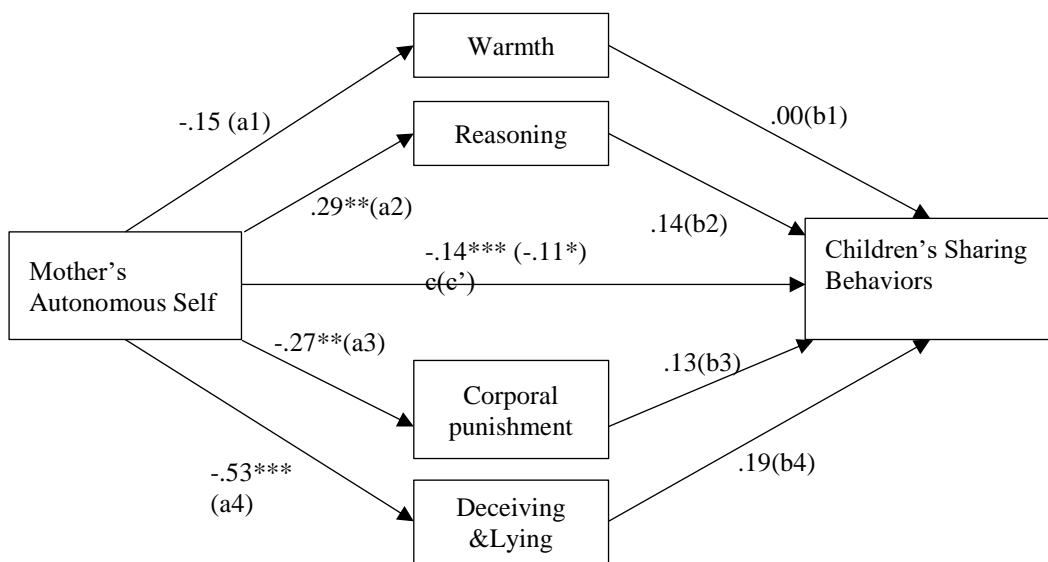 Warmth
-.15 (a1)
.00(b1)
Reasoning
.29**(a2)
.14(b2)
Mother’s
Autonomous Self
-.14*** (-.11*)
c(c’)
Children’s Sharing
Behaviors
-.27**(a3)
.13(b3)
Corporal
punishment
-.53***
(a4)
.19(b4)
Deceiving
&Lying